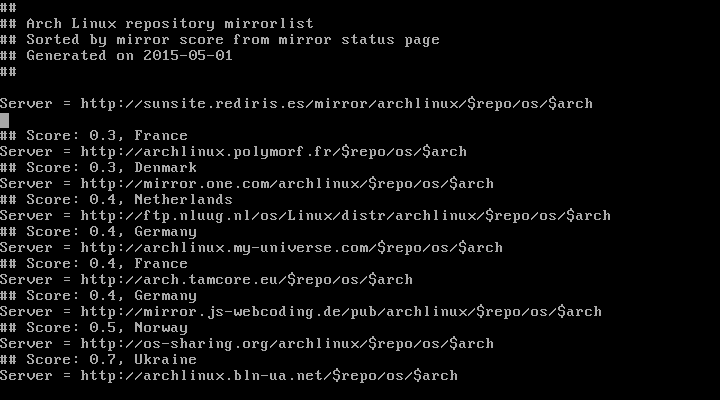 ##
## Arch Linux repository mirrorlist
## Sorted by mirror score from mirror status page
## Generated on 2015-05-01
##
Server = http://sunsite.rediris.es/mirror/archlinux/$repo/os/$arch
## Score: 0.3, France
Server = http://archlinux.polymorf.fr/$repo/os/$arch
## Score: 0.3, Denmark
Server = http://mirror.one.com/archlinux/$repo/os/$arch
## Score: 0.4, Netherlands
Server = http://ftp.nluug.nl/os/Linux/distr/archlinux/$repo/os/$arch
## Score: 0.4, Germany
Server = http://archlinux.my-universe.com/$repo/os/$arch
## Score: 0.4, France
Server = http://arch.tamcore.eu/$repo/os/$arch
## Score: 0.4, Germany
Server = http://mirror.js-webcoding.de/pub/archlinux/$repo/os/$arch
## Score: 0.5, Norway
Server = http://os-sharing.org/archlinux/$repo/os/$arch
## Score: 0.7, Ukraine
Server = http://archlinux.bln-ua.net/$repo/os/$arch